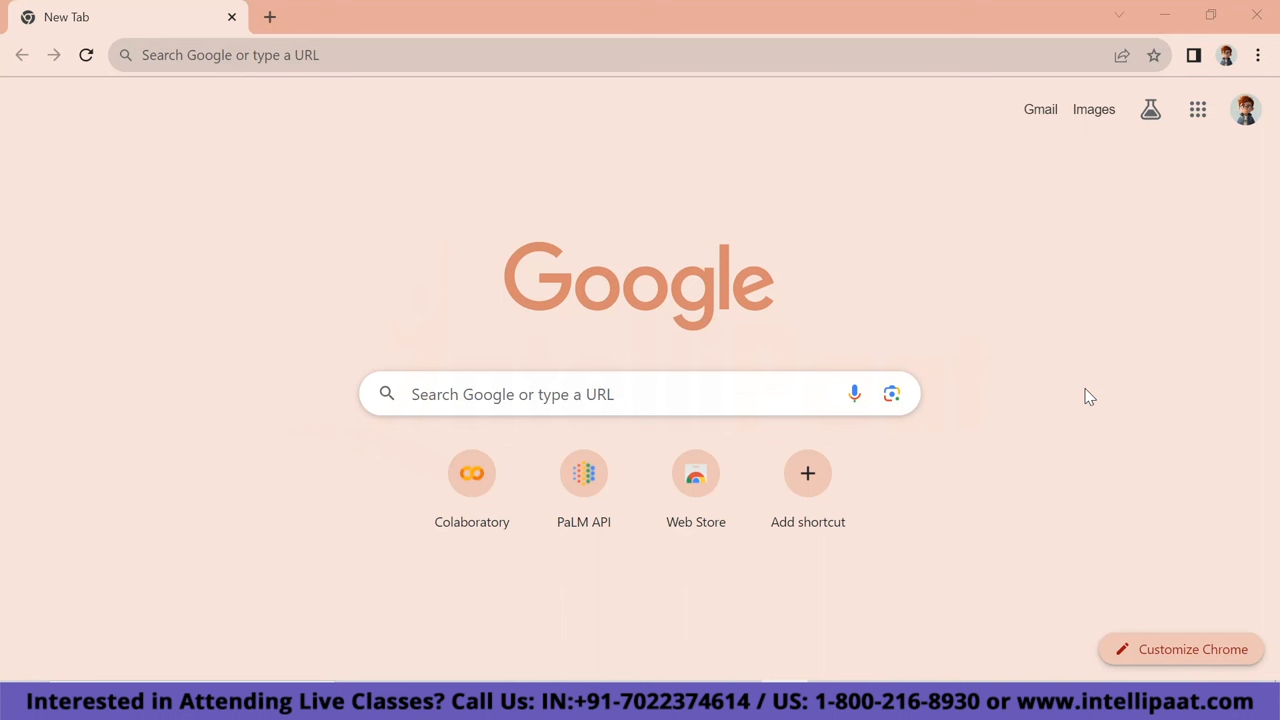 New Tab
Search Google or type a URL
Gmail Images
Google
Search Google or type a URL
Colaboratory PaLM API Web Store Add shortcut
Customize Chrome
Interested in Attending Live Classes? Call Us: IN:+91-7022374614 / US: 1-800-216-8930 or www.intellipaat.com